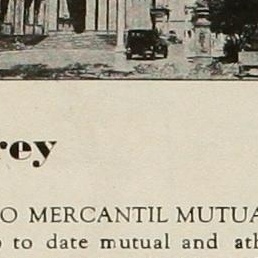 rey
O MERCANTIL MUTUA
to date mutual and ath